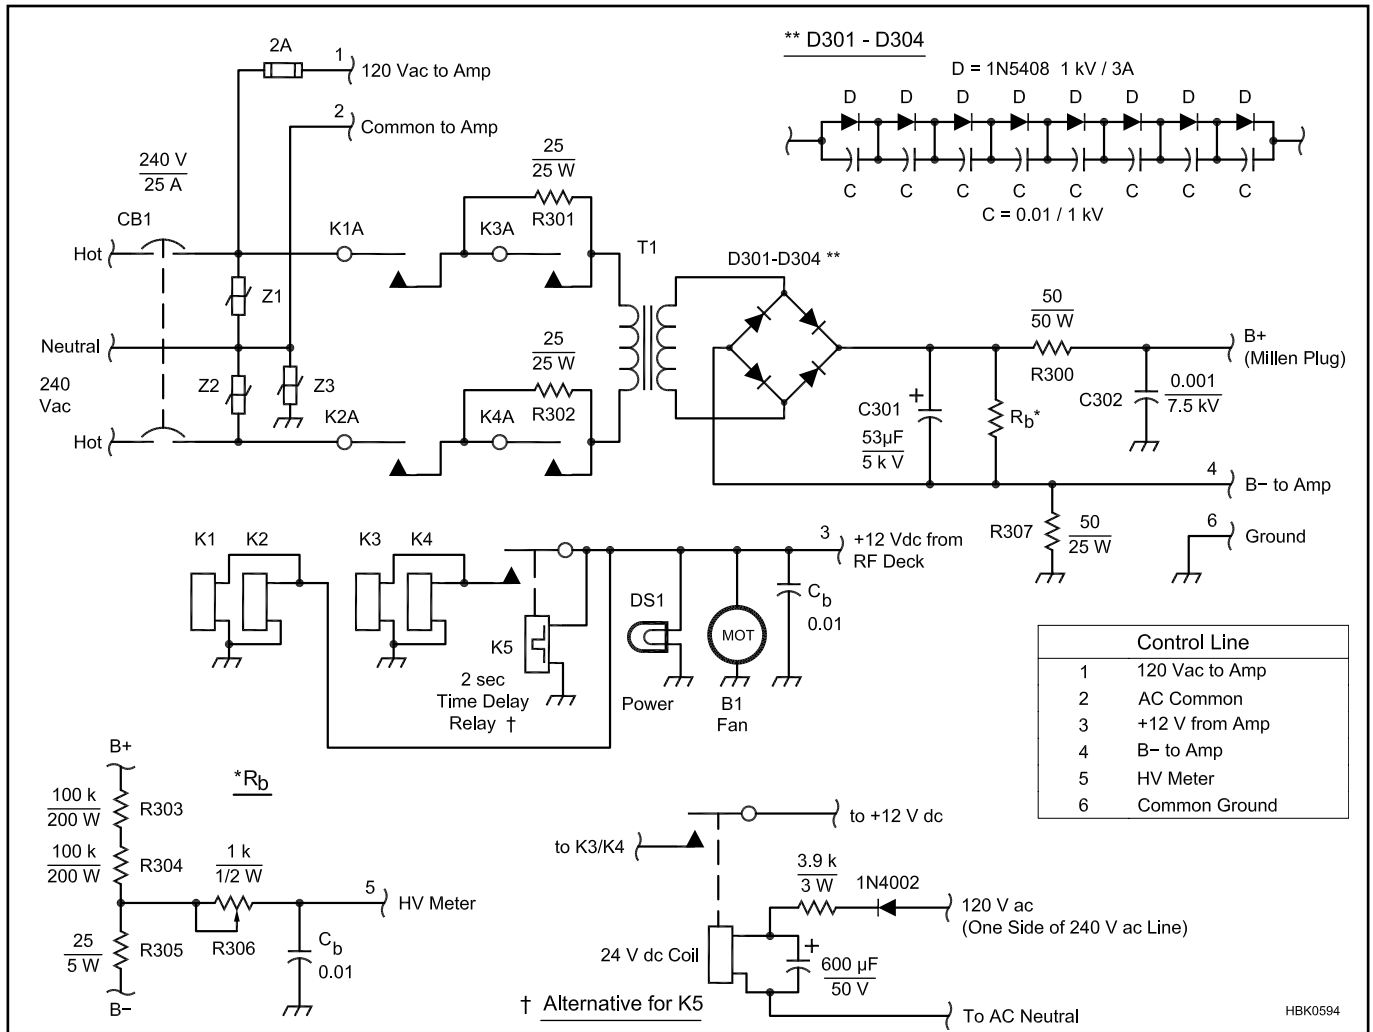 2A
1
120 Vac to Amp
2
Common to Amp
240 V
25 A
CB1
Hot
Neutral
240
Vac
Hot
Z1
Z2
Z3
K1A
K2A
25
25 W
R301
K3A
25
25 W
R302
K4A
T1
** D301 - D304
D = 1N5408 1 kV / 3A
D D D D D D D D
C C C C C C C C
C = 0.01 / 1 kV
D301-D304 **
50
50 W
R300
B+
(Millen Plug)
C301
+
53µF
5 k V
Rb*
C302
0.001
7.5 kV
4
B− to Amp
R307
50
25 W
6
Ground
K1 K2 K3 K4
K5
2 sec
Time Delay
Relay †
DS1
Power
MOT
B1
Fan
Cb
0.01
3
+12 Vdc from
RF Deck
Control Line
1 120 Vac to Amp
2 AC Common
3 +12 V from Amp
4 B− to Amp
5 HV Meter
6 Common Ground
B+
*Rb
100 k
200 W
R303
100 k
200 W
R304
1 k
1/2 W
R306
5
HV Meter
25
5 W
R305
Cb
0.01
B−
to +12 V dc
to K3/K4
3.9 k
3 W
1N4002
120 V ac
(One Side of 240 V ac Line)
24 V dc Coil
+
600 µF
50 V
† Alternative for K5
To AC Neutral
HBK0594